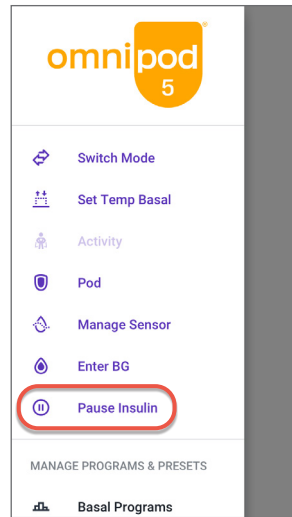 omnipod
5
Switch Mode
Set Temp Basal
Activity
Pod
Manage Sensor
Enter BG
Pause Insulin
MANAGE PROGRAMS & PRESETS
Basal Programs